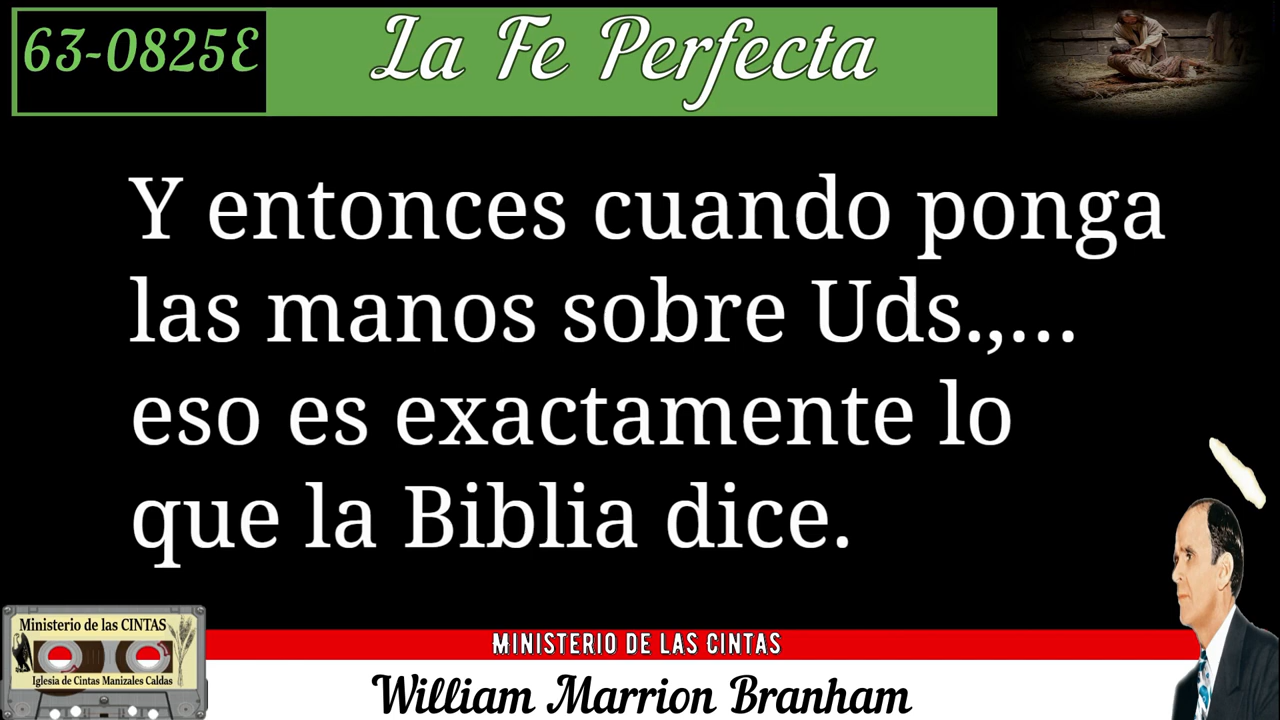 63-0825E
La Fe Perfecta
Y entonces cuando ponga
las manos sobre Uds.,...
eso es exactamente lo
que la Biblia dice.
Ministerio de las CINTAS
Iglesia de Cintas Manizales Caldas
MINISTERIO DE LAS CINTAS
William Marrion Branham